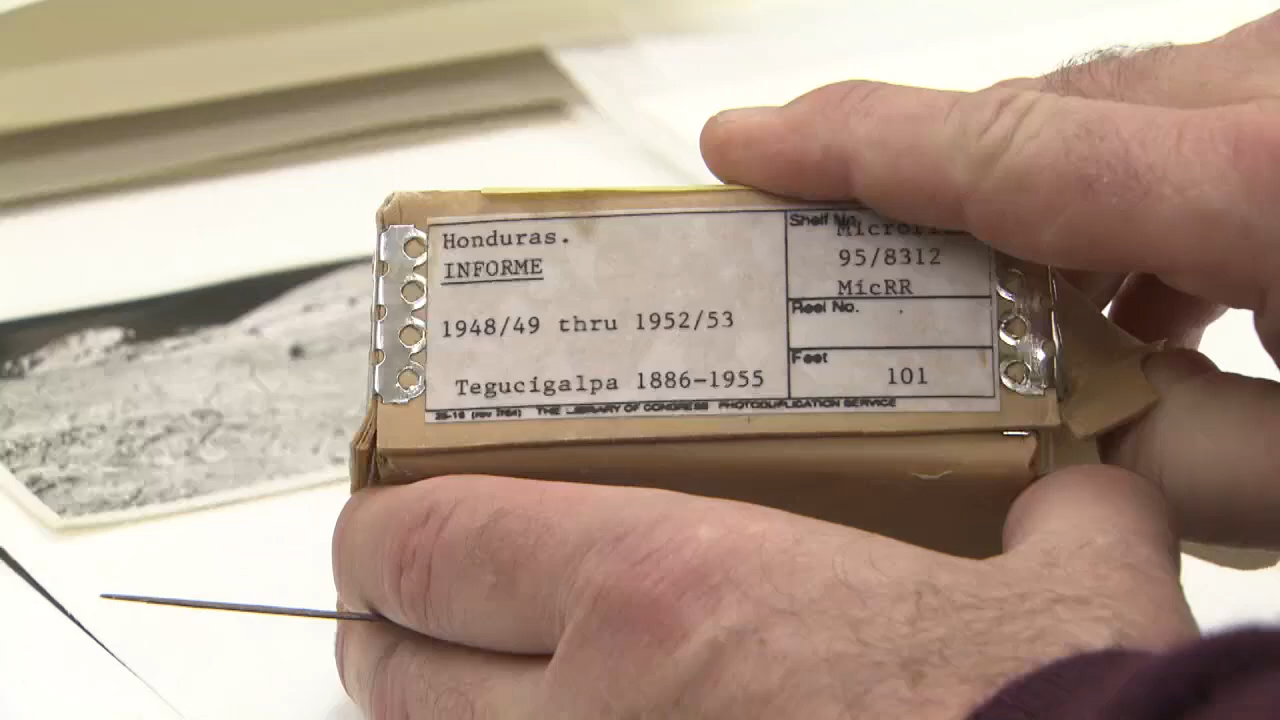 Honduras.
INFORME
1948/49 thru 1952/53
Tegucigalpa 1886-1955
Shelf No.
95/8312
MicRR
Reel No.
Feet
101
THE LIBRARY OF CONGRESS PHOTODUPLICATION SERVICE